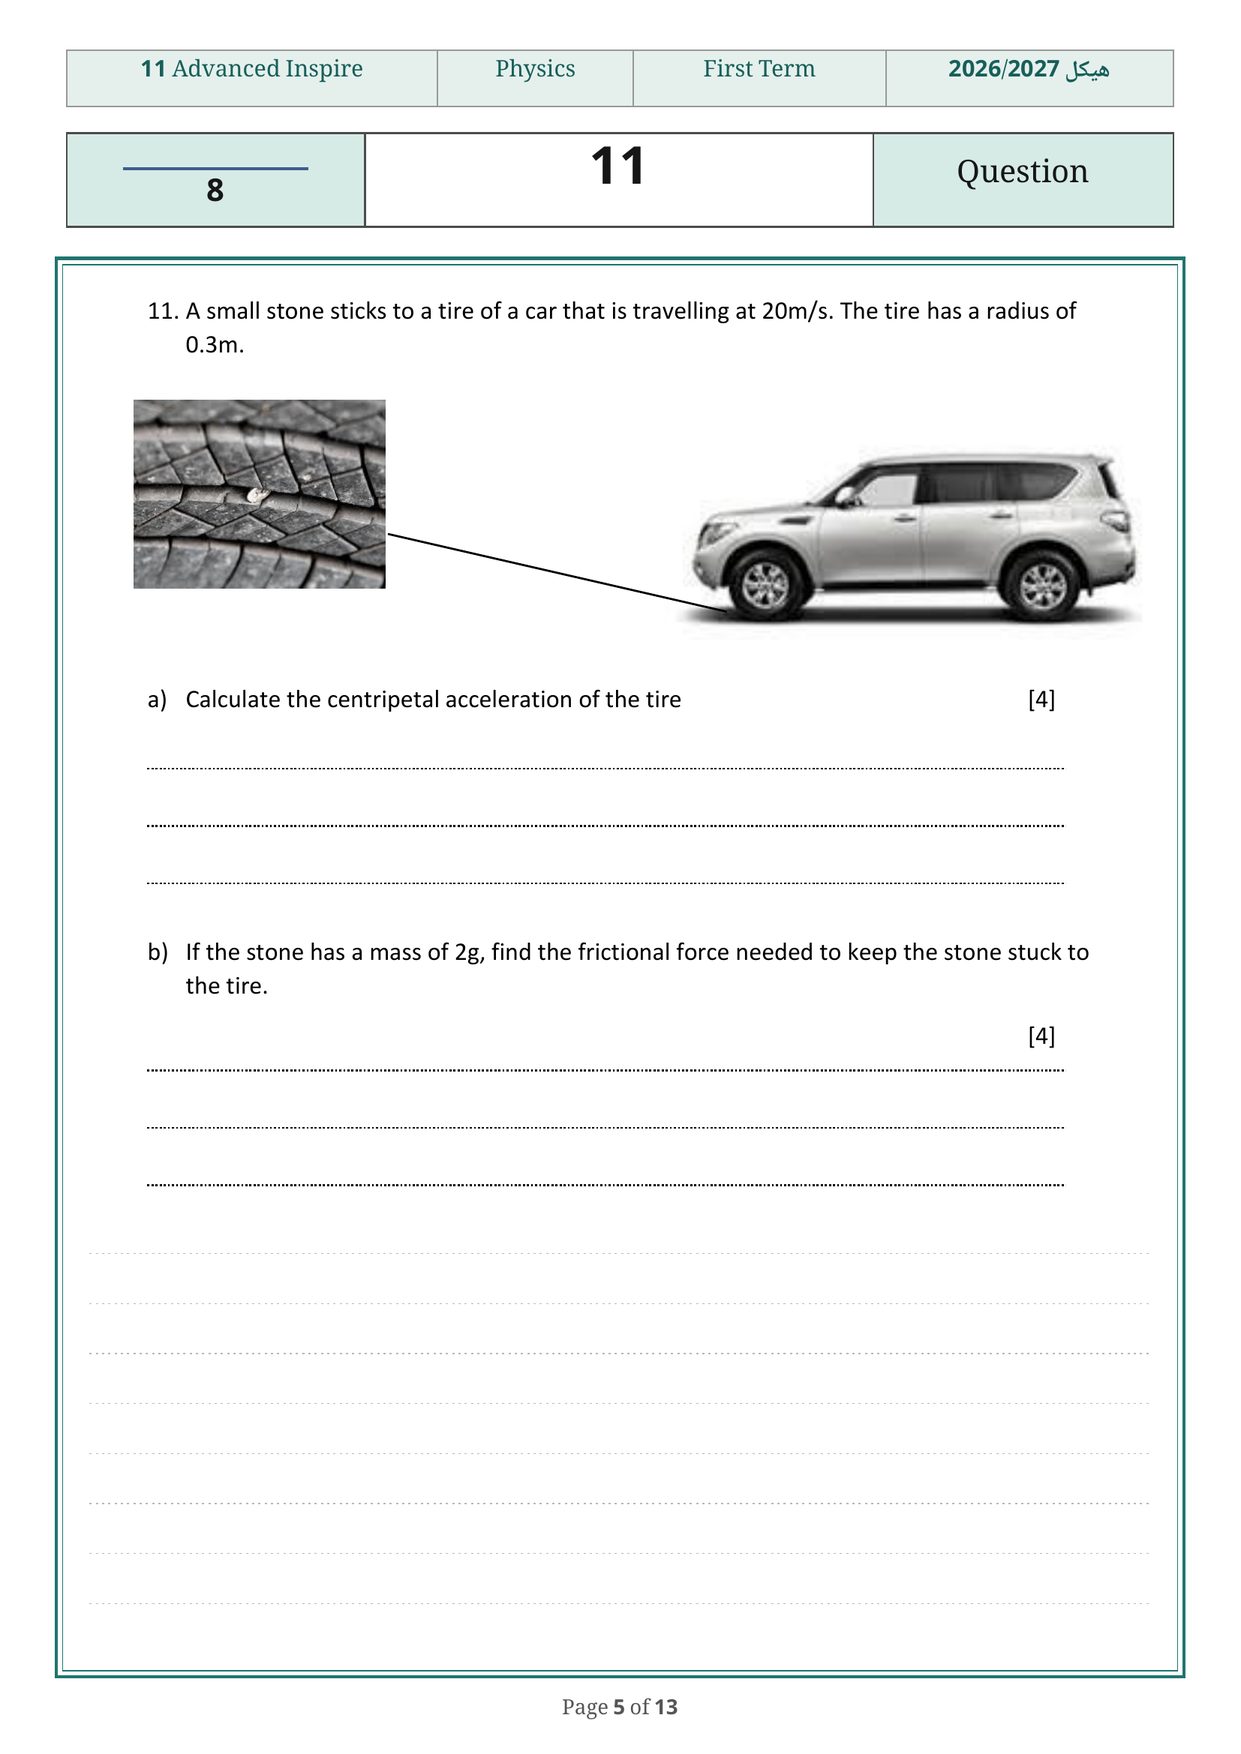 11 Advanced Inspire
Physics
First Term
هيكل 2026/2027
8
11
Question
11. A small stone sticks to a tire of a car that is travelling at 20m/s. The tire has a radius of
0.3m.
a) Calculate the centripetal acceleration of the tire [4]
b) If the stone has a mass of 2g, find the frictional force needed to keep the stone stuck to
the tire.
[4]
Page 5 of 13